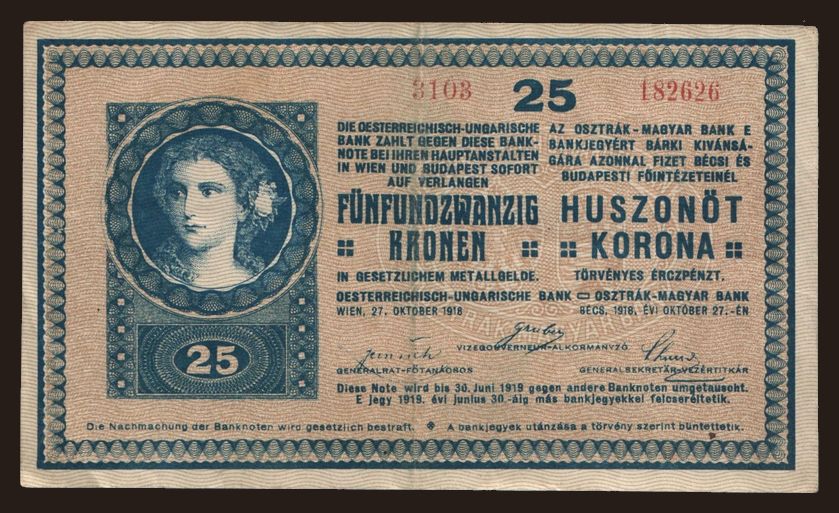 3103 25 182626
DIE OESTERREICHISCH-UNGARISCHE
BANK ZAHLT GEGEN DIESE BANK-
NOTE BEI IHREN HAUPTANSTALTEN
IN WIEN UND BUDAPEST SOFORT
AUF VERLANGEN
FÜNFUNDZWANZIG
KRONEN
IN GESETZLICHEM METALLGELDE.
AZ OSZTRÁK-MAGYAR BANK E
BANKJEGYÉRT BÁRKI KIVÁNSÁ-
GÁRA AZONNAL FIZET BÉCSI ÉS
BUDAPESTI FŐINTÉZETEINÉL
HUSZONÖT
KORONA
TÖRVÉNYES ÉRCZPÉNZT.
OESTERREICHISCH-UNGARISCHE BANK OSZTRÁK-MAGYAR BANK
WIEN, 27. OKTOBER 1918 BÉCS, 1918. ÉVI OKTÓBER 27.-ÉN
25
Gruber
VIZEGOUVERNEUR-ALKORMÁNYZÓ
GENERALRAT-FŐTANÁCSOS GENERALSEKRETÄR-VEZÉRTITKÁR
Diese Note wird bis 30. Juni 1919 gegen andere Banknoten umgetauscht.
E jegy 1919. évi junius 30-áig más bankjegyekkel felcseréltetik.
Die Nachmachung der Banknoten wird gesetzlich bestraft. A bankjegyek utánzása a törvény szerint büntettetik.